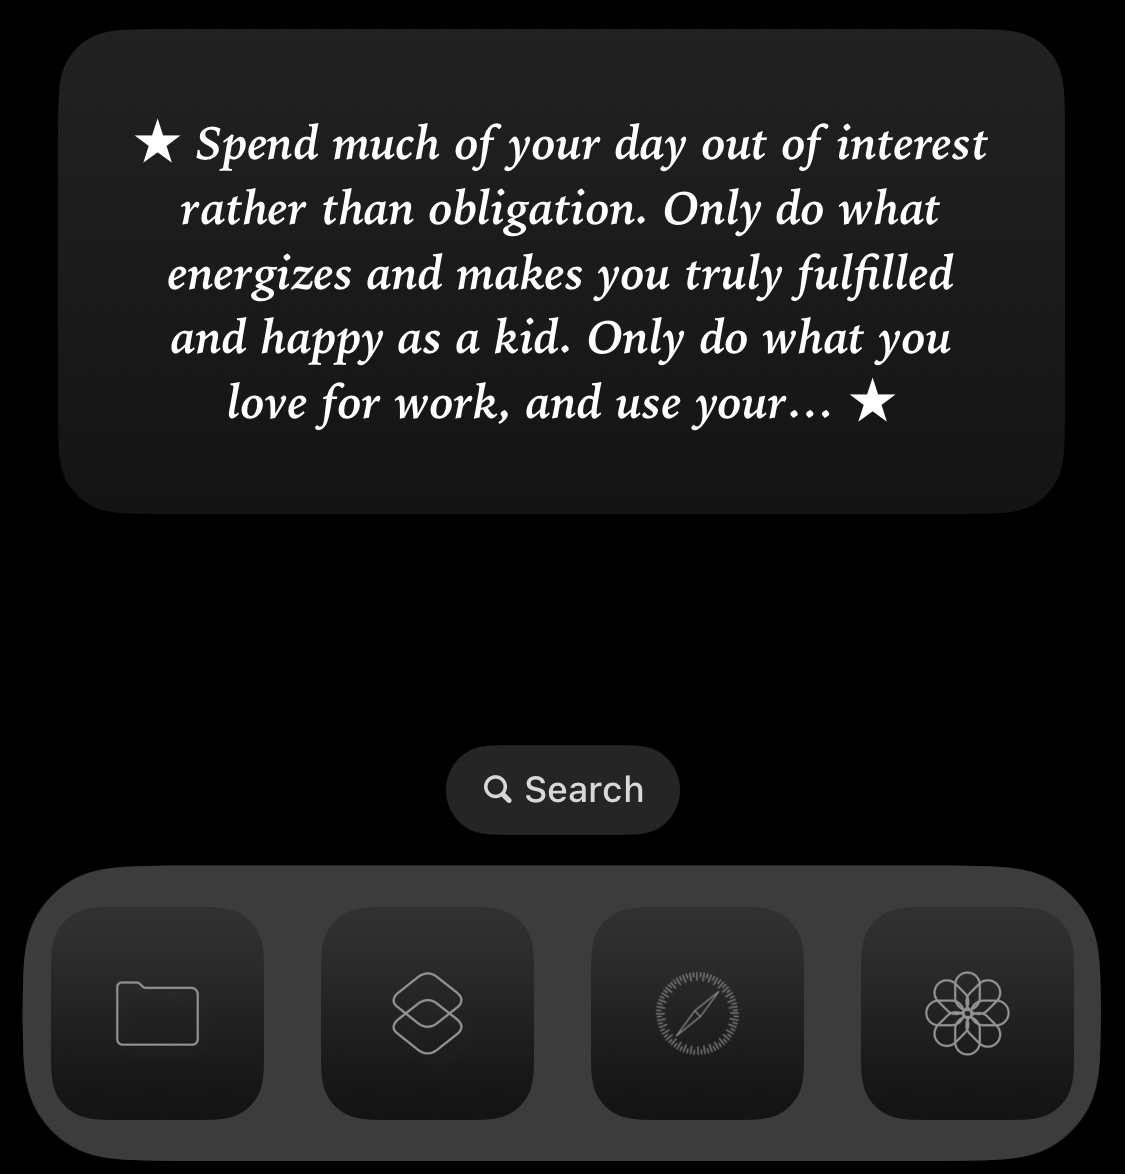 ★ Spend much of your day out of interest
rather than obligation. Only do what
energizes and makes you truly fulfilled
and happy as a kid. Only do what you
love for work, and use your... ★
Search